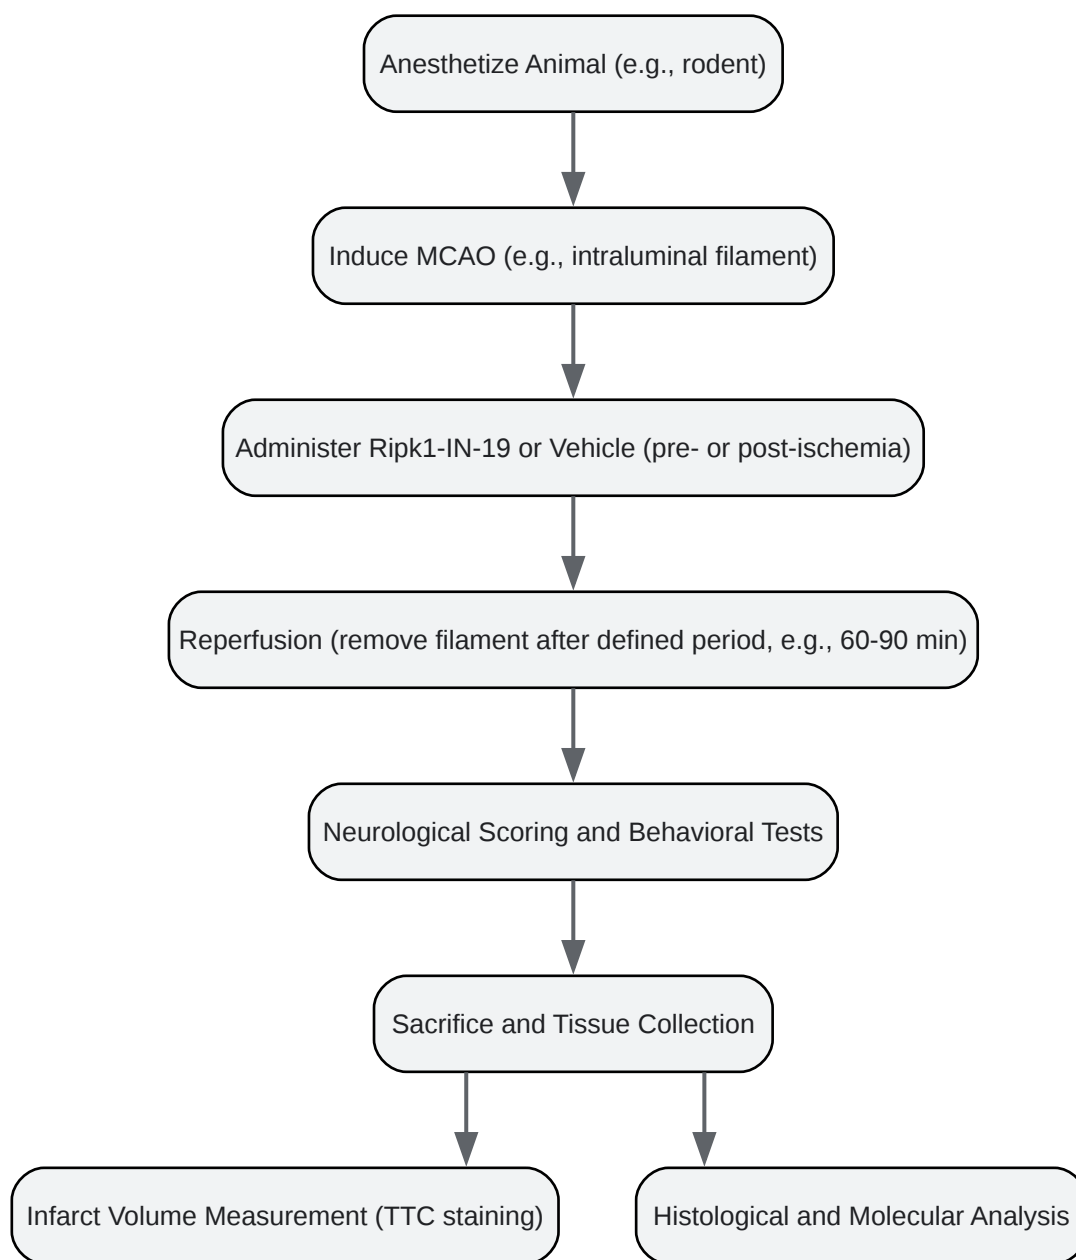 Anesthetize Animal (e.g., rodent)
Induce MCAO (e.g., intraluminal filament)
Administer Ripk1-IN-19 or Vehicle (pre- or post-ischemia)
Reperfusion (remove filament after defined period, e.g., 60-90 min)
Neurological Scoring and Behavioral Tests
Sacrifice and Tissue Collection
Infarct Volume Measurement (TTC staining)
Histological and Molecular Analysis